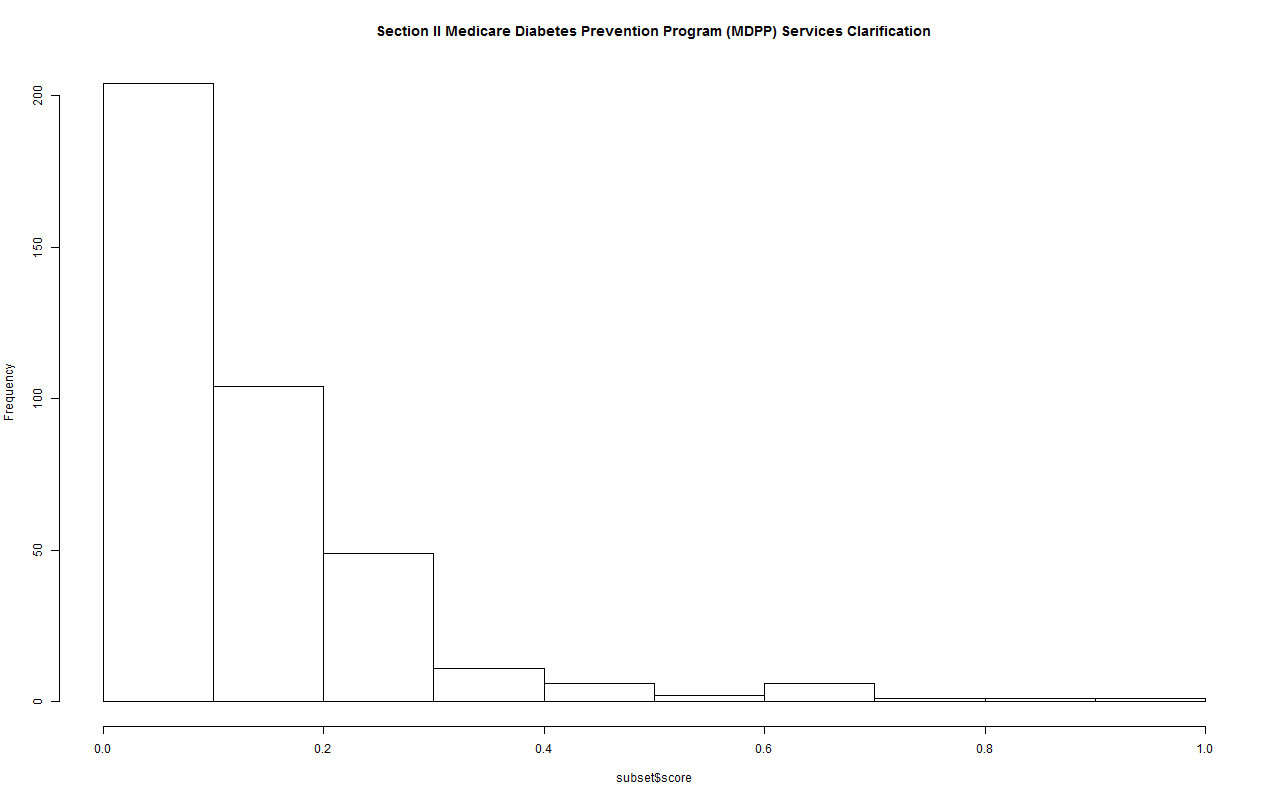 Section II Medicare Diabetes Prevention Program (MDPP) Services Clarification
200
150
100
50
0
Frequency
0.0 0.2 0.4 0.6 0.8 1.0
subset$score